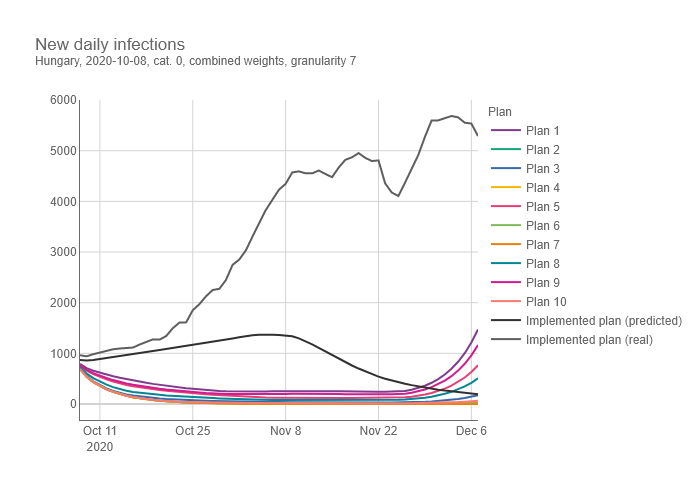 New daily infections
Hungary, 2020-10-08, cat. 0, combined weights, granularity 7
6000
5000
4000
3000
2000
1000
0
Oct 11
2020
Oct 25
Nov 8
Nov 22
Dec 6
Plan
Plan 1
Plan 2
Plan 3
Plan 4
Plan 5
Plan 6
Plan 7
Plan 8
Plan 9
Plan 10
Implemented plan (predicted)
Implemented plan (real)